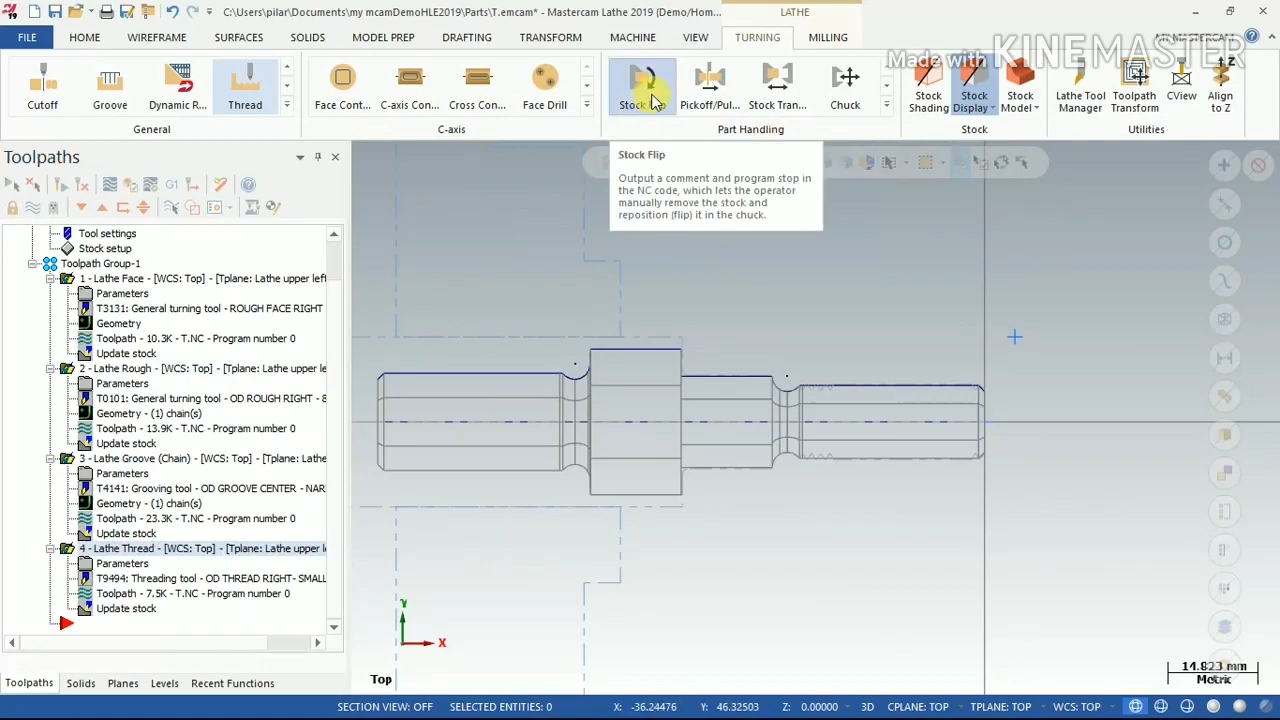 C:\Users\pilar\Documents\my mcamDemoHLE2019\Parts\T.emcam* - Mastercam Lathe 2019 (Demo/Hom...
LATHE
FILE HOME WIREFRAME SURFACES SOLIDS MODEL PREP DRAFTING TRANSFORM MACHINE VIEW TURNING MILLING MY MASTERCAM
Made with KINEMASTER
Cutoff Groove Dynamic R... Thread Face Cont... C-axis Con... Cross Con... Face Drill Pickoff/Pul... Stock Tran... Chuck
Stock Shading Stock Display Stock Model Lathe Tool Manager Toolpath Transform CView Align to Z
General C-axis Part Handling Stock Utilities
Toolpaths
Stock Flip
Output a comment and program stop in
the NC code, which lets the operator
manually remove the stock and
reposition (flip) it in the chuck.
G1
Tool settings
Stock setup
Toolpath Group-1
1 - Lathe Face - [WCS: Top] - [Tplane: Lathe upper left
Parameters
T3131: General turning tool - ROUGH FACE RIGHT
Geometry
Toolpath - 10.3K - T.NC - Program number 0
Update stock
2 - Lathe Rough - [WCS: Top] - [Tplane: Lathe upper le
Parameters
T0101: General turning tool - OD ROUGH RIGHT - 8
Geometry - (1) chain(s)
Toolpath - 13.9K - T.NC - Program number 0
Update stock
3 - Lathe Groove (Chain) - [WCS: Top] - [Tplane: Lathe
Parameters
T4141: Grooving tool - OD GROOVE CENTER - NAR
Geometry - (1) chain(s)
Toolpath - 23.3K - T.NC - Program number 0
Update stock
4 - Lathe Thread - [WCS: Top] - [Tplane: Lathe upper l
Parameters
T9494: Threading tool - OD THREAD RIGHT- SMALL
Toolpath - 7.5K - T.NC - Program number 0
Update stock
Y
X
Top
14.823 mm
Metric
Toolpaths Solids Planes Levels Recent Functions
SECTION VIEW: OFF SELECTED ENTITIES: 0 X: -36.24476 Y: 46.32503 Z: 0.00000 3D CPLANE: TOP TPLANE: TOP WCS: TOP